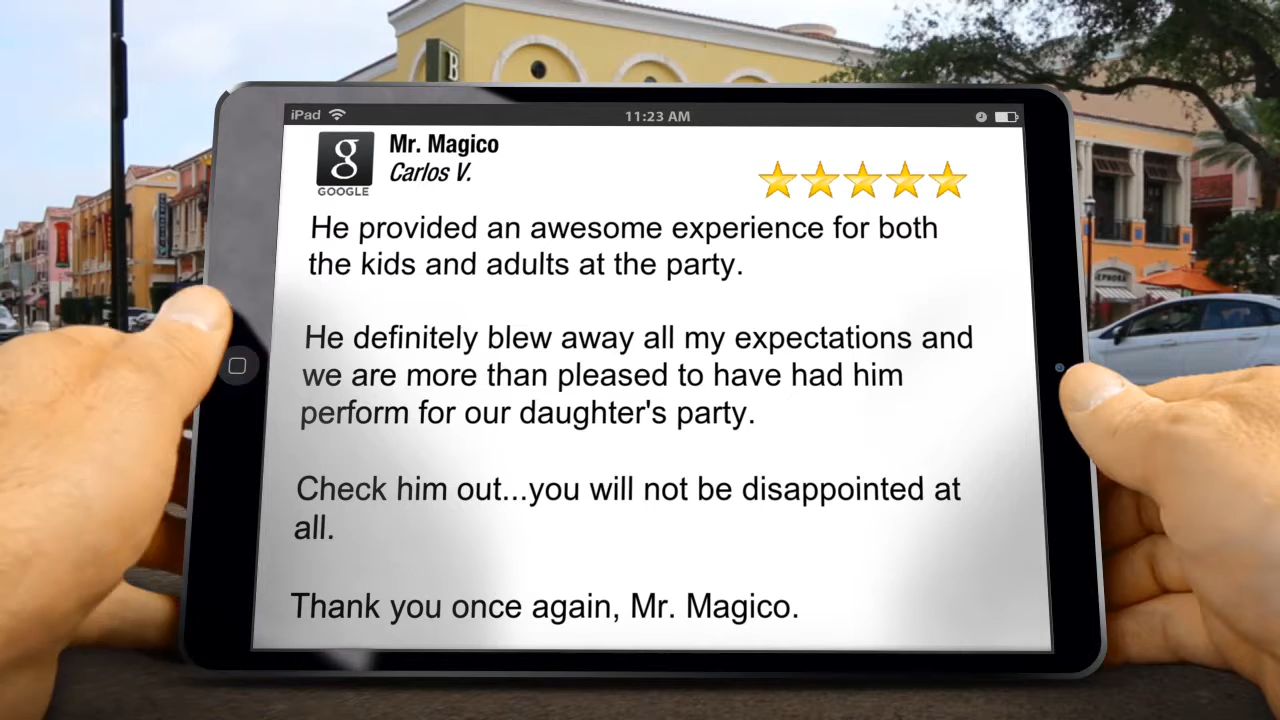 B
iPad
11:23 AM
g
GOOGLE
Mr. Magico
Carlos V.
He provided an awesome experience for both
the kids and adults at the party.
He definitely blew away all my expectations and
we are more than pleased to have had him
perform for our daughter's party.
Check him out...you will not be disappointed at
all.
Thank you once again, Mr. Magico.
SEPHORA